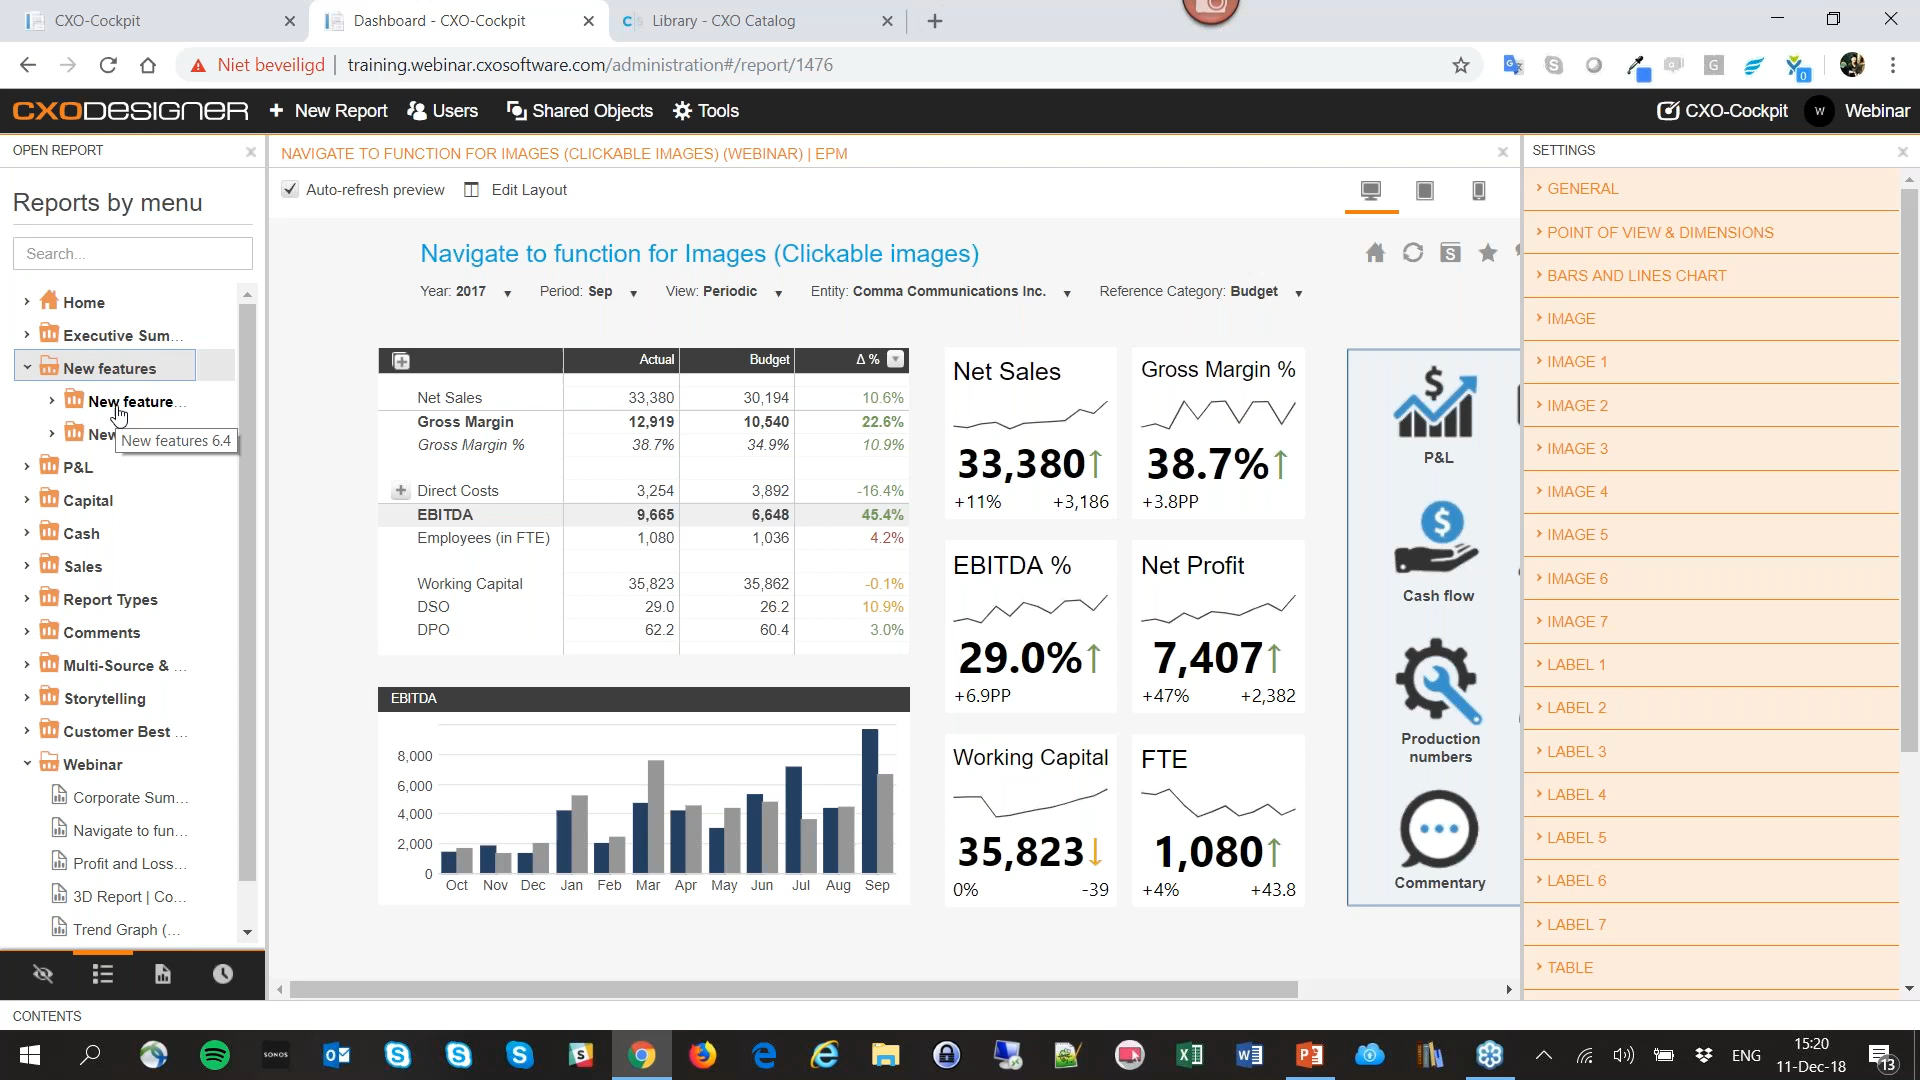 CXO-Cockpit
Dashboard - CXO-Cockpit
Library - CXO Catalog
Niet beveiligd
training.webinar.cxosoftware.com/administration#/report/1476
0
CXODESIGNER
New Report
Users
Shared Objects
Tools
CXO-Cockpit
W
Webinar
OPEN REPORT
NAVIGATE TO FUNCTION FOR IMAGES (CLICKABLE IMAGES) (WEBINAR) | EPM
SETTINGS
Auto-refresh preview
Edit Layout
Reports by menu
Search...
Home
Executive Sum...
New features
New feature...
New
New features 6.4
P&L
Capital
Cash
Sales
Report Types
Comments
Multi-Source & ...
Storytelling
Customer Best ...
Webinar
Corporate Sum...
Navigate to fun...
Profit and Loss...
3D Report | Co...
Trend Graph (...
CONTENTS
Navigate to function for Images (Clickable images)
Year: 2017
Period: Sep
View: Periodic
Entity: Comma Communications Inc.
Reference Category: Budget
Actual Budget Δ %
Net Sales 33,380 30,194 10.6%
Gross Margin 12,919 10,540 22.6%
Gross Margin % 38.7% 34.9% 10.9%
Direct Costs 3,254 3,892 -16.4%
EBITDA 9,665 6,648 45.4%
Employees (in FTE) 1,080 1,036 4.2%
Working Capital 35,823 35,862 -0.1%
DSO 29.0 26.2 10.9%
DPO 62.2 60.4 3.0%
EBITDA
8,000
6,000
4,000
2,000
0
Oct Nov Dec Jan Feb Mar Apr May Jun Jul Aug Sep
Net Sales
33,380↑
+11% +3,186
Gross Margin %
38.7%↑
+3.8PP
EBITDA %
29.0%↑
+6.9PP
Net Profit
7,407↑
+47% +2,382
Working Capital
35,823↓
0% -39
FTE
1,080↑
+4% +43.8
P&L
Cash flow
Production
numbers
Commentary
GENERAL
POINT OF VIEW & DIMENSIONS
BARS AND LINES CHART
IMAGE
IMAGE 1
IMAGE 2
IMAGE 3
IMAGE 4
IMAGE 5
IMAGE 6
IMAGE 7
LABEL 1
LABEL 2
LABEL 3
LABEL 4
LABEL 5
LABEL 6
LABEL 7
TABLE
SONOS
ENG
15:20
11-Dec-18
13